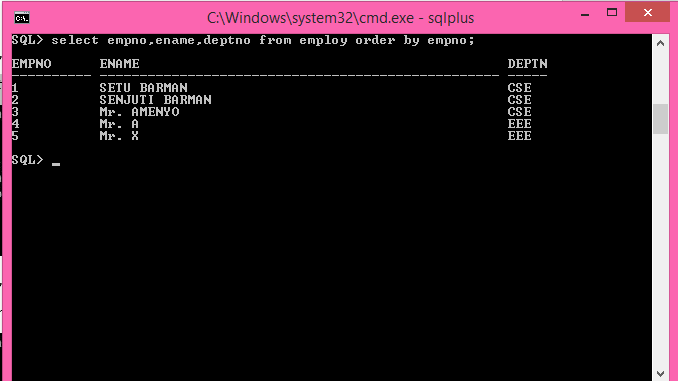 C:\Windows\system32\cmd.exe - sqlplus
SQL> select empno,ename,deptno from employ order by empno;
EMPNO ENAME DEPTN
---------- -------------------------------------------------- -----
1 SETU BARMAN CSE
2 SENJUTI BARMAN CSE
3 Mr. AMENYO CSE
4 Mr. A EEE
5 Mr. X EEE
SQL> _